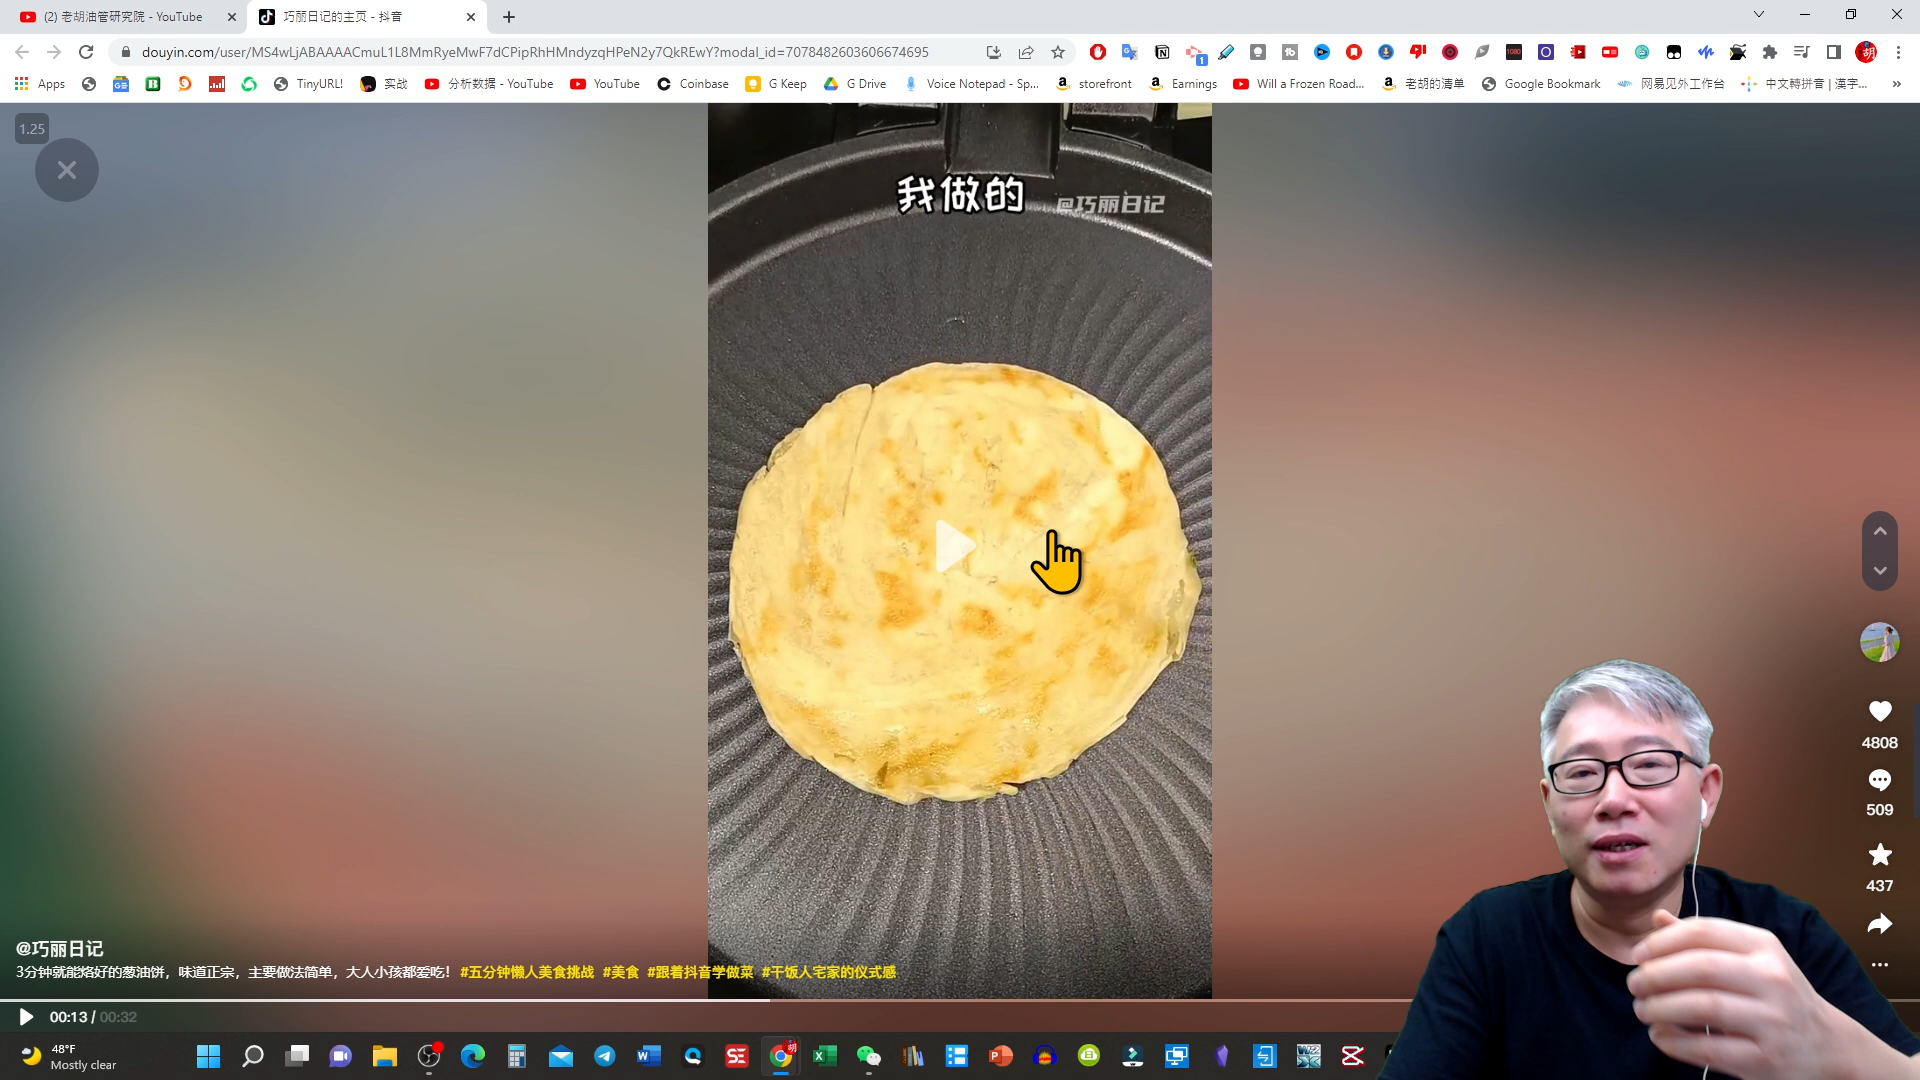 (2) 老胡油管研究院 - YouTube
巧丽日记的主页 - 抖音
douyin.com/user/MS4wLjABAAAACmuL1L8MmRyeMwF7dCPipRhHMndyzqHPeN2y7QkREwY?modal_id=7078482603606674695
Apps
TinyURL!
实战
分析数据 - YouTube
YouTube
Coinbase
G Keep
G Drive
Voice Notepad - Sp...
storefront
Earnings
Will a Frozen Road...
老胡的清单
Google Bookmark
网易见外工作台
中文轉拼音 | 漢字...
1.25
我做的
@巧丽日记
4808
509
437
@巧丽日记
3分钟就能烙好的葱油饼，味道正宗，主要做法简单，大人小孩都爱吃！ #五分钟懒人美食挑战 #美食 #跟着抖音学做菜 #干饭人宅家的仪式感
00:13 / 00:32
48°F
Mostly clear